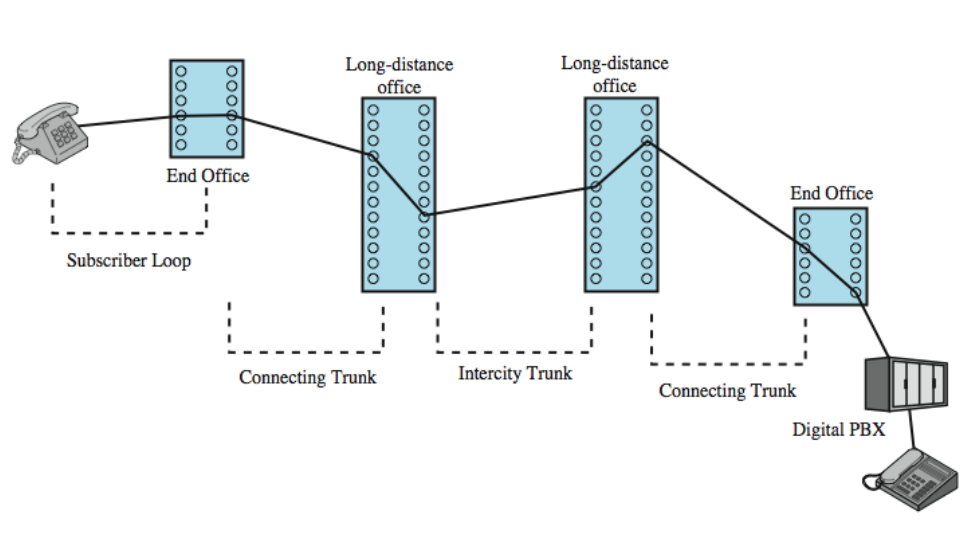 Long-distance
office
Long-distance
office
End Office
End Office
Subscriber Loop
Connecting Trunk
Intercity Trunk
Connecting Trunk
Digital PBX